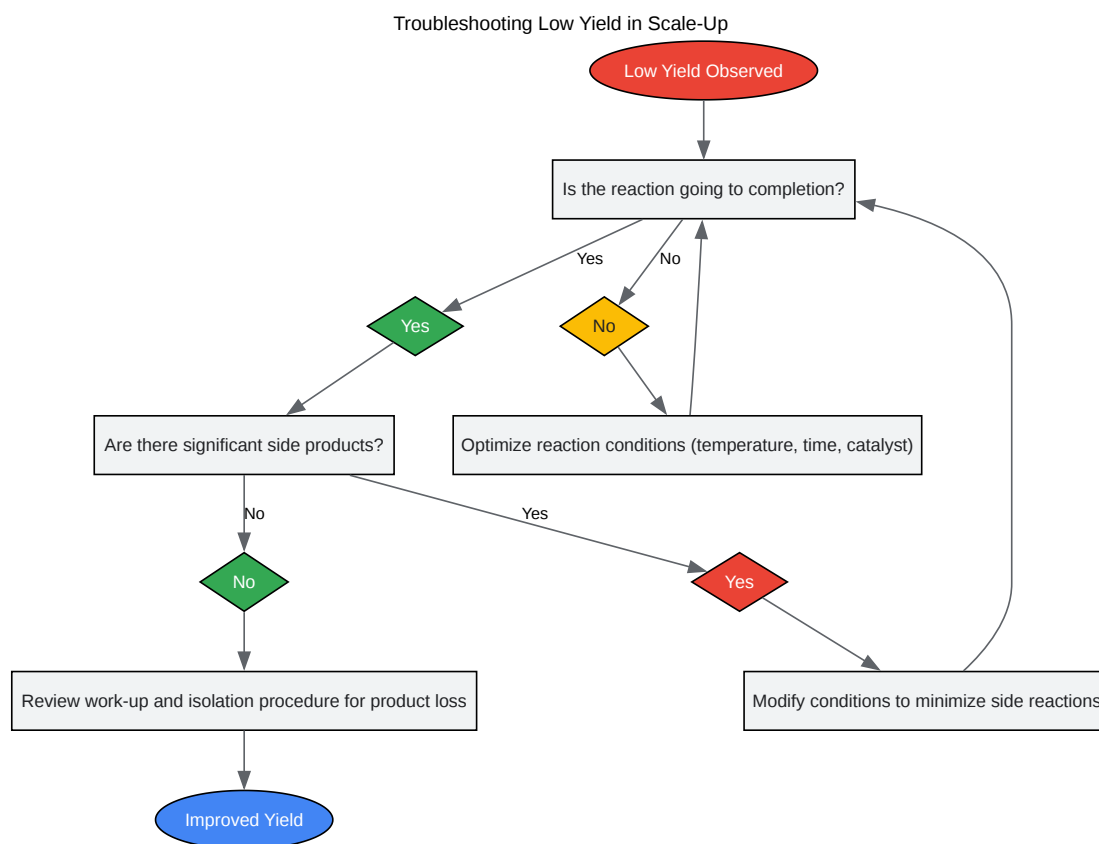 Troubleshooting Low Yield in Scale-Up
Low Yield Observed
Is the reaction going to completion?
Yes
No
Yes
No
Are there significant side products?
Optimize reaction conditions (temperature, time, catalyst)
No
Yes
No
Yes
Review work-up and isolation procedure for product loss
Modify conditions to minimize side reactions
Improved Yield